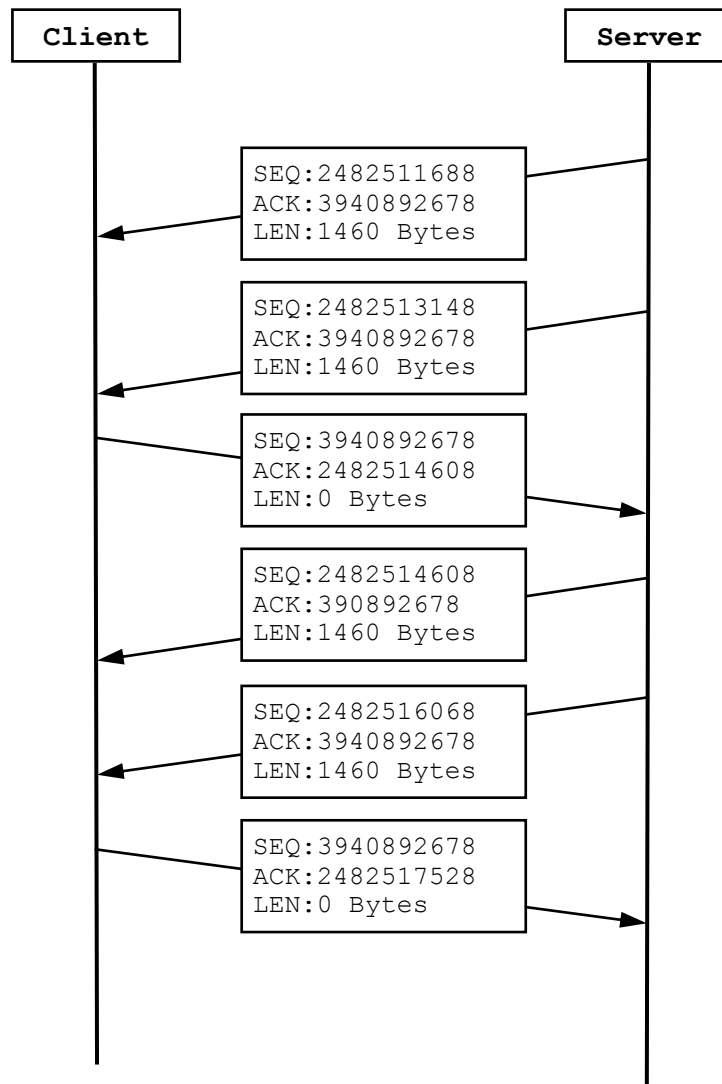 Client
Server
SEQ:2482511688
ACK:3940892678
LEN:1460 Bytes
SEQ:2482513148
ACK:3940892678
LEN:1460 Bytes
SEQ:3940892678
ACK:2482514608
LEN:0 Bytes
SEQ:2482514608
ACK:390892678
LEN:1460 Bytes
SEQ:2482516068
ACK:3940892678
LEN:1460 Bytes
SEQ:3940892678
ACK:2482517528
LEN:0 Bytes